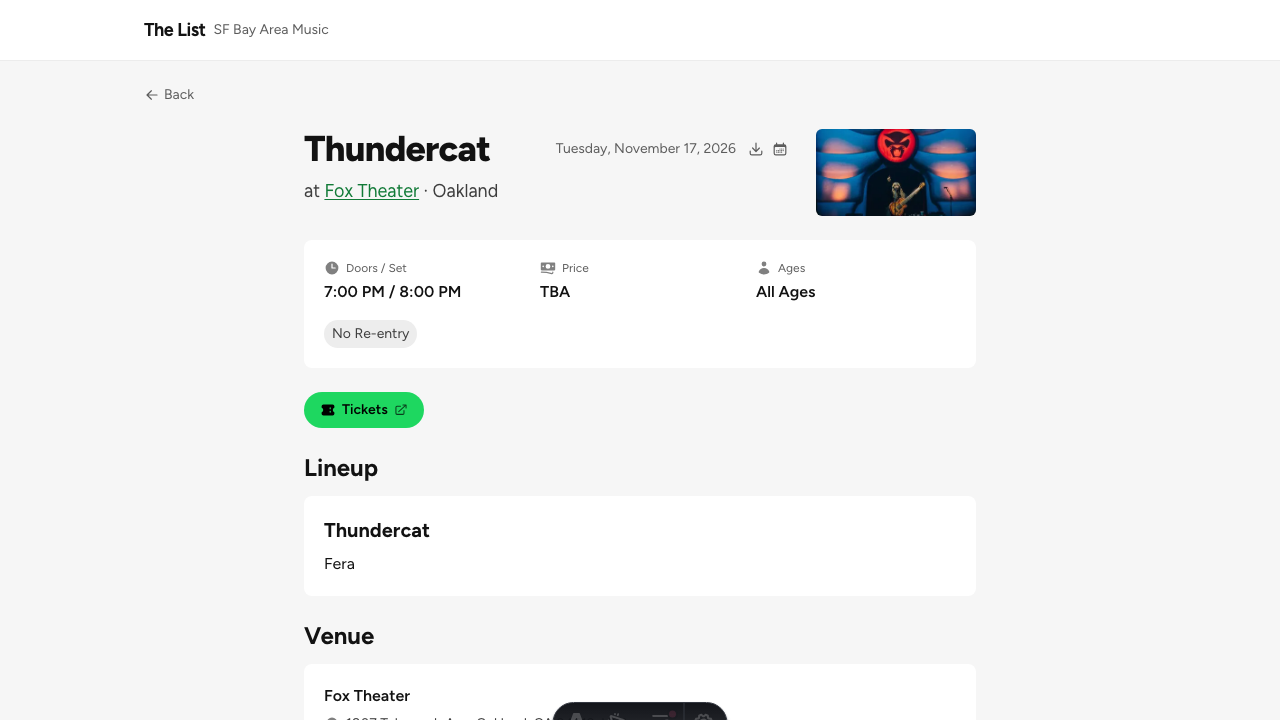 The List SF Bay Area Music
Back
Thundercat
Tuesday, November 17, 2026
at Fox Theater · Oakland
Doors / Set
7:00 PM / 8:00 PM
Price
TBA
Ages
All Ages
No Re-entry
Tickets
Lineup
Thundercat
Fera
Venue
Fox Theater